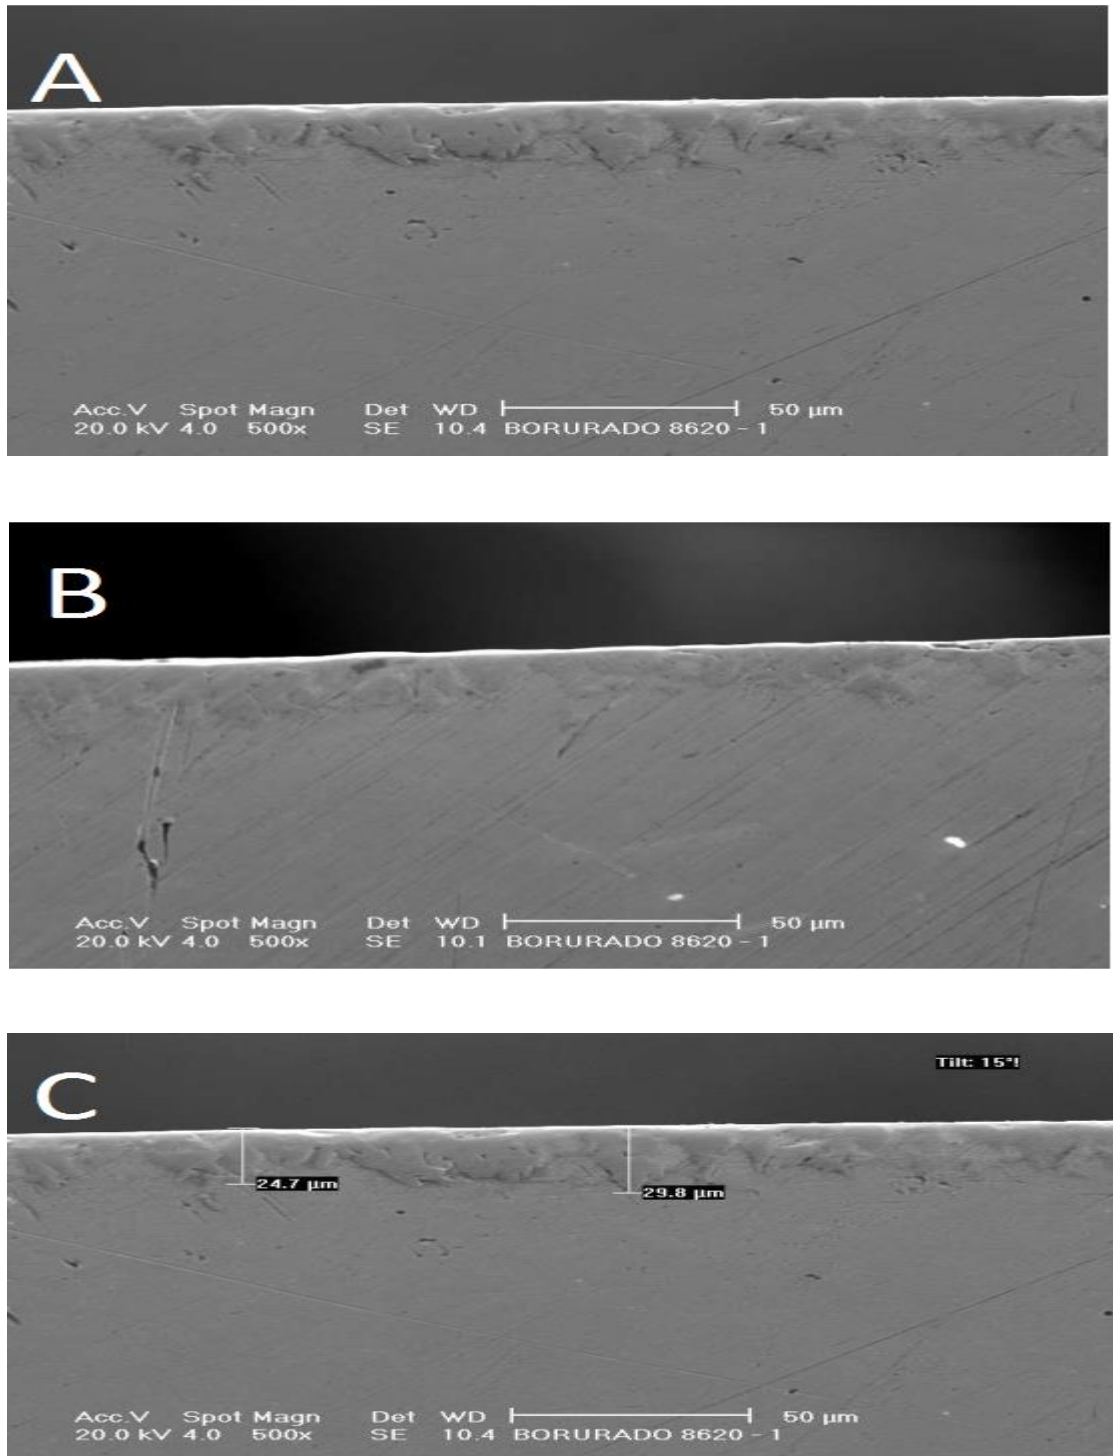 A
Acc.V Spot Magn Det WD 50 µm
20.0 kV 4.0 500x SE 10.4 BORURADO 8620 - 1
B
Acc.V Spot Magn Det WD 50 µm
20.0 kV 4.0 500x SE 10.1 BORURADO 8620 - 1
Tilt: 15°!
C
24.7 µm
29.8 µm
Acc.V Spot Magn Det WD 50 µm
20.0 kV 4.0 500x SE 10.4 BORURADO 8620 - 1